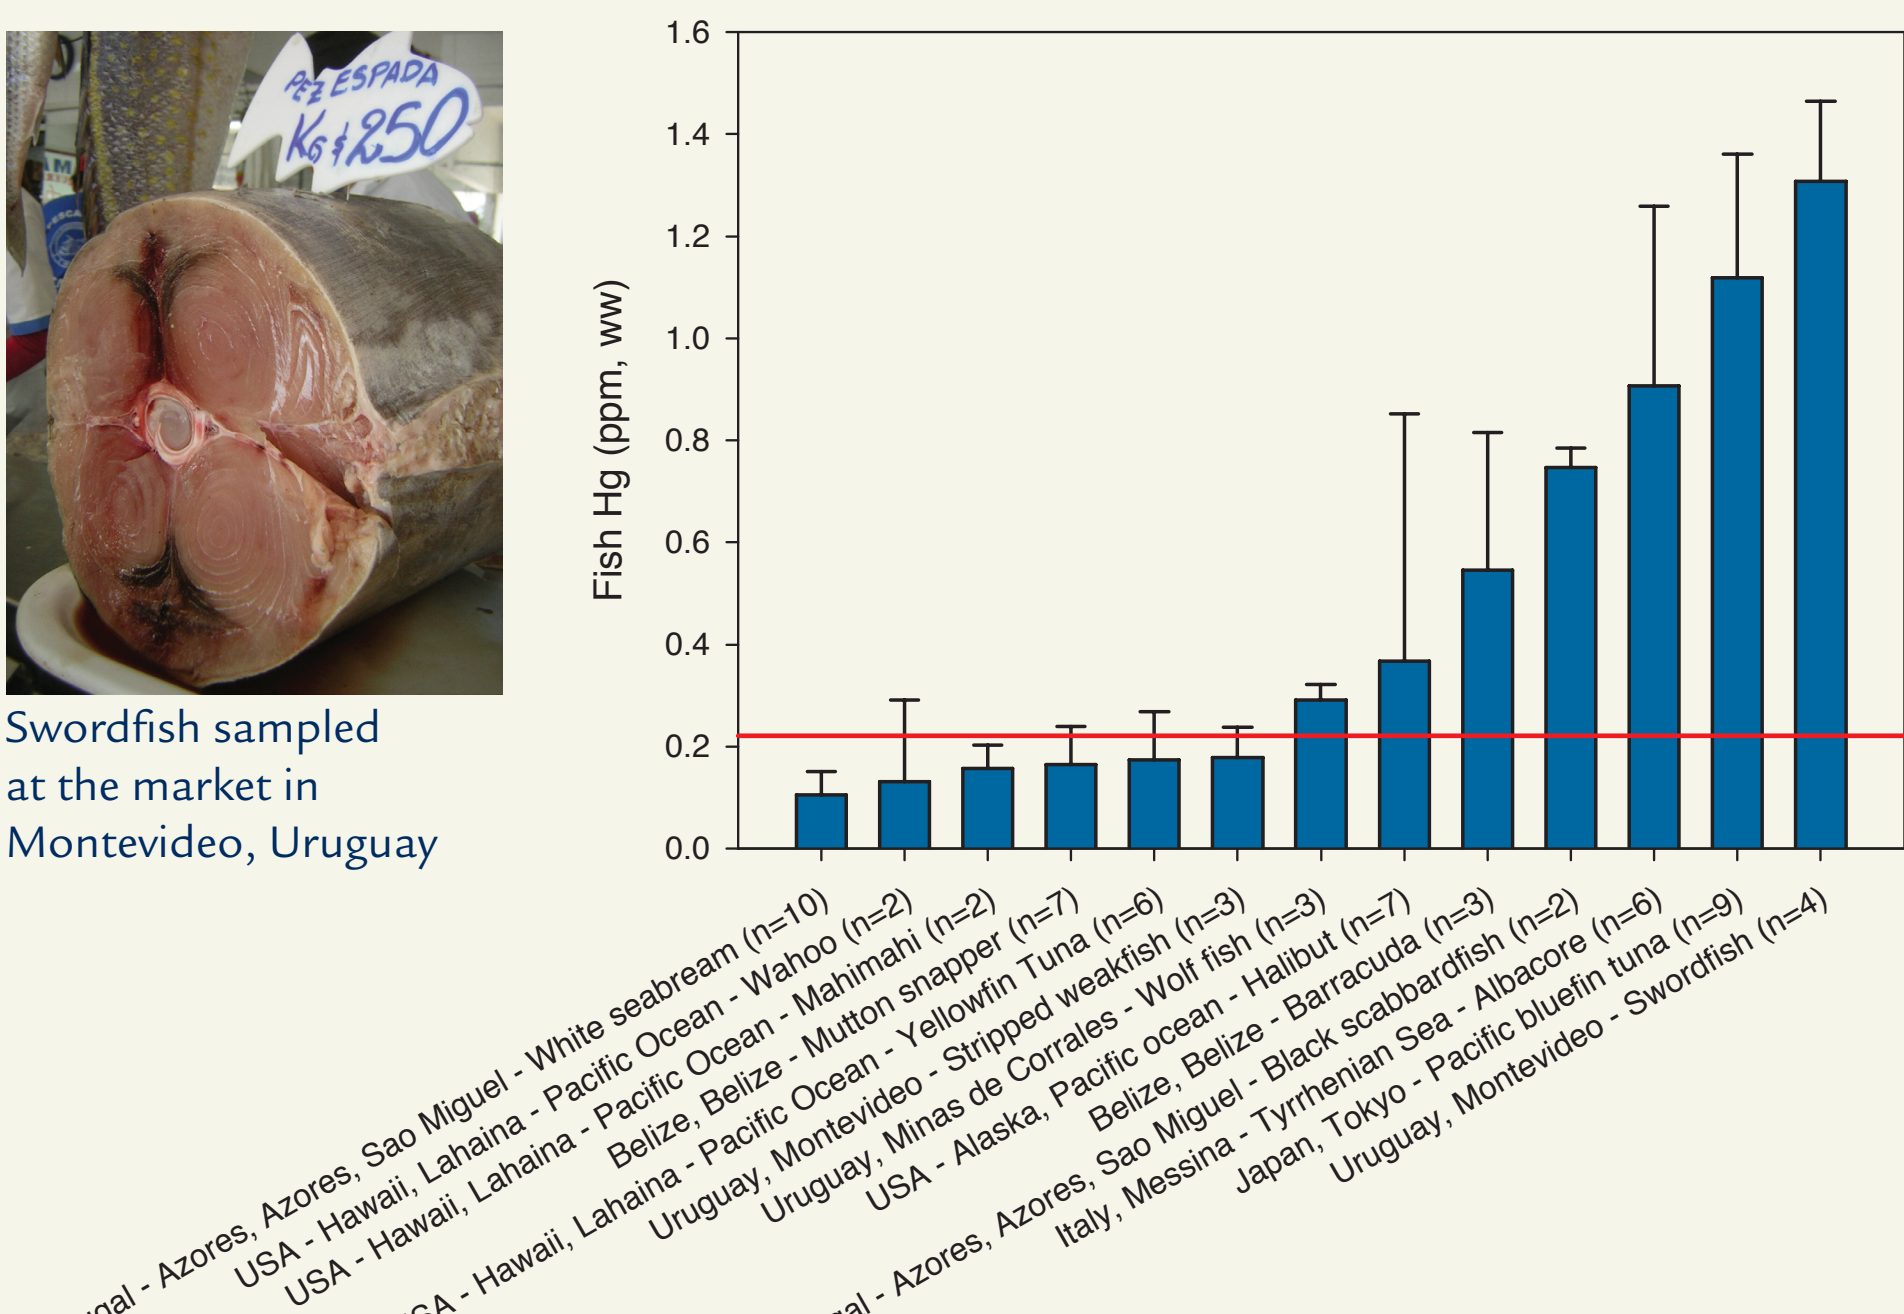 PEZ ESPADA
KG $250
Swordfish sampled
at the market in
Montevideo, Uruguay
Fish Hg (ppm, ww)
1.6
1.4
1.2
1.0
0.8
0.6
0.4
0.2
0.0
Azores, Azores, Sao Miguel - White seabream (n=10)
USA - Hawaii, Lahaina - Pacific Ocean - Wahoo (n=2)
USA - Hawaii, Lahaina - Pacific Ocean - Mahimahi (n=2)
Belize, Belize - Mutton snapper (n=7)
- Hawaii, Lahaina - Pacific Ocean - Yellowfin Tuna (n=6)
Uruguay, Montevideo - Stripped weakfish (n=3)
Uruguay, Minas de Corrales - Wolf fish (n=3)
USA - Alaska, Pacific ocean - Halibut (n=7)
Belize, Belize - Barracuda (n=3)
- Azores, Azores, Sao Miguel - Black scabbardfish (n=2)
Italy, Messina - Tyrrhenian Sea - Albacore (n=6)
Japan, Tokyo - Pacific bluefin tuna (n=9)
Uruguay, Montevideo - Swordfish (n=4)